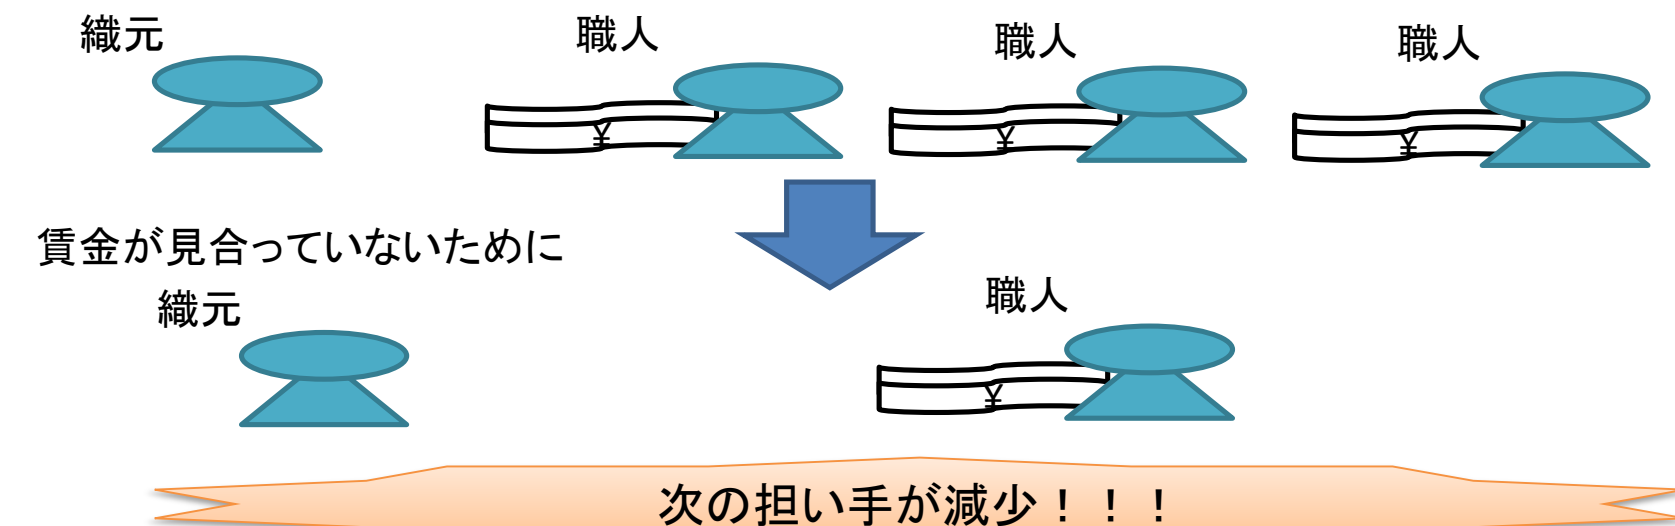 織元
職人
職人
職人
¥
¥
¥
賃金が見合っていないために
織元
職人
¥
次の担い手が減少！！！